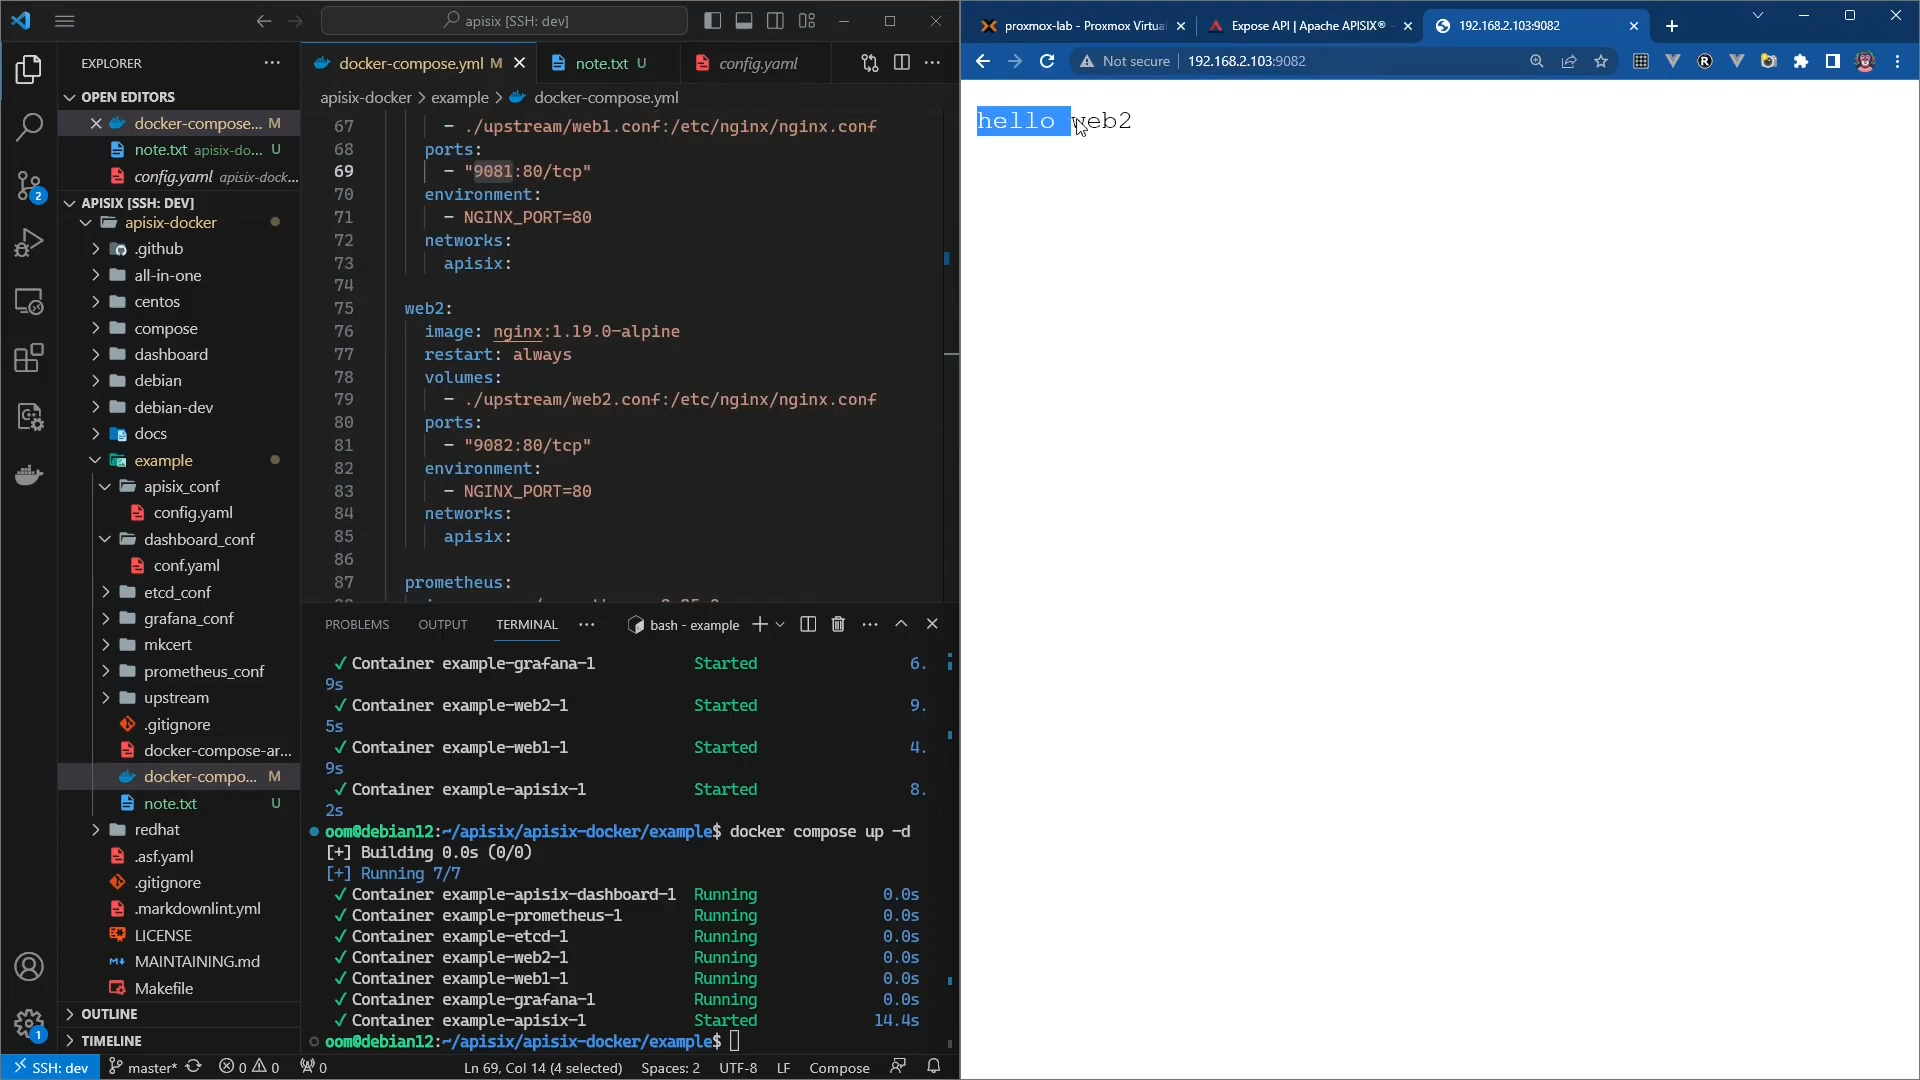 apisix [SSH: dev]
EXPLORER
OPEN EDITORS
docker-compose... M
note.txt apisix-do... U
config.yaml apisix-dock...
APISIX [SSH: DEV]
apisix-docker
.github
all-in-one
centos
compose
dashboard
debian
debian-dev
docs
example
apisix_conf
config.yaml
dashboard_conf
conf.yaml
etcd_conf
grafana_conf
mkcert
prometheus_conf
upstream
.gitignore
docker-compose-ar...
docker-compo... M
note.txt U
redhat
.asf.yaml
.gitignore
.markdownlint.yml
LICENSE
MAINTAINING.md
Makefile
OUTLINE
TIMELINE
2
1
docker-compose.yml M
note.txt U
config.yaml
apisix-docker > example > docker-compose.yml
67 - ./upstream/web1.conf:/etc/nginx/nginx.conf
68 ports:
69 - "9081:80/tcp"
70 environment:
71 - NGINX_PORT=80
72 networks:
73 apisix:
74
75 web2:
76 image: nginx:1.19.0-alpine
77 restart: always
78 volumes:
79 - ./upstream/web2.conf:/etc/nginx/nginx.conf
80 ports:
81 - "9082:80/tcp"
82 environment:
83 - NGINX_PORT=80
84 networks:
85 apisix:
86
87 prometheus:
PROBLEMS OUTPUT TERMINAL bash - example
✓ Container example-grafana-1 Started 6.
9s
✓ Container example-web2-1 Started 9.
5s
✓ Container example-web1-1 Started 4.
9s
✓ Container example-apisix-1 Started 8.
2s
oom@debian12:~/apisix/apisix-docker/example$ docker compose up -d
[+] Building 0.0s (0/0)
[+] Running 7/7
✓ Container example-apisix-dashboard-1 Running 0.0s
✓ Container example-prometheus-1 Running 0.0s
✓ Container example-etcd-1 Running 0.0s
✓ Container example-web2-1 Running 0.0s
✓ Container example-web1-1 Running 0.0s
✓ Container example-grafana-1 Running 0.0s
✓ Container example-apisix-1 Started 14.4s
oom@debian12:~/apisix/apisix-docker/example$
SSH: dev master* 0 0 0 Ln 69, Col 14 (4 selected) Spaces: 2 UTF-8 LF Compose
proxmox-lab - Proxmox Virtua
Expose API | Apache APISIX® -
192.168.2.103:9082
Not secure 192.168.2.103:9082
hello web2